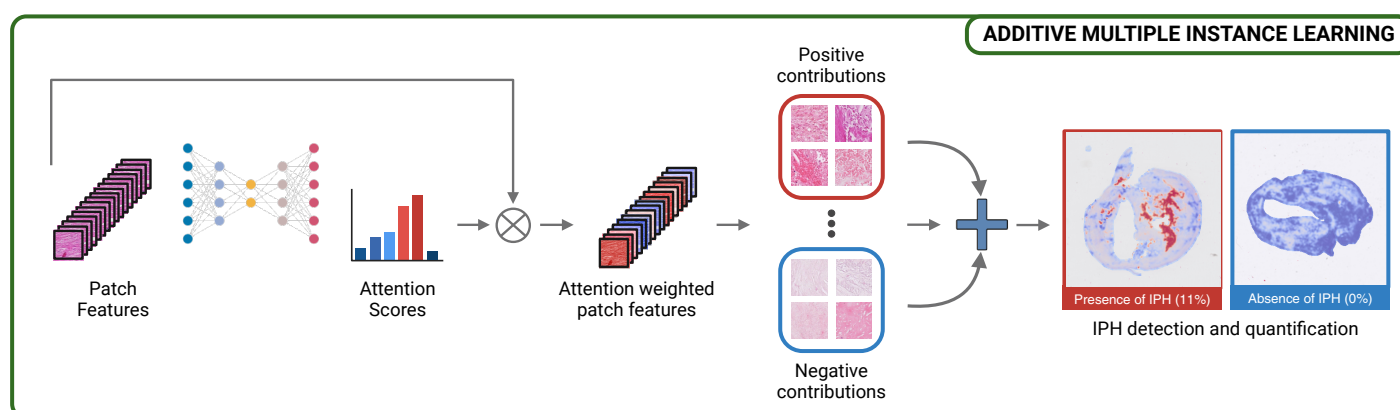 ADDITIVE MULTIPLE INSTANCE LEARNING
Positive
contributions
Patch
Features
Attention
Scores
Attention weighted
patch features
Negative
contributions
Presence of IPH (11%)
Absence of IPH (0%)
IPH detection and quantification